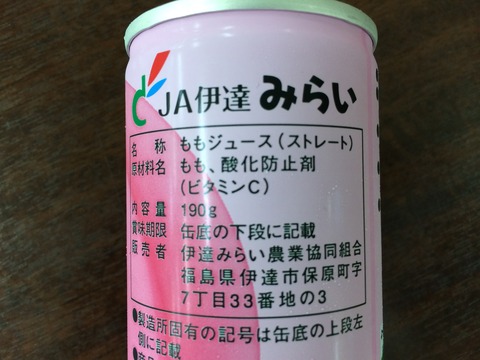 JA伊達みらい
名 称 ももジュース(ストレート)
原材料名 もも、酸化防止剤
(ビタミンC)
内容量 190g
賞味期限 缶底の下段に記載
販売者 伊達みらい農業協同組合
福島県伊達市保原町字
7丁目33番地の3
●製造所固有の記号は缶底の上段左
側に記載